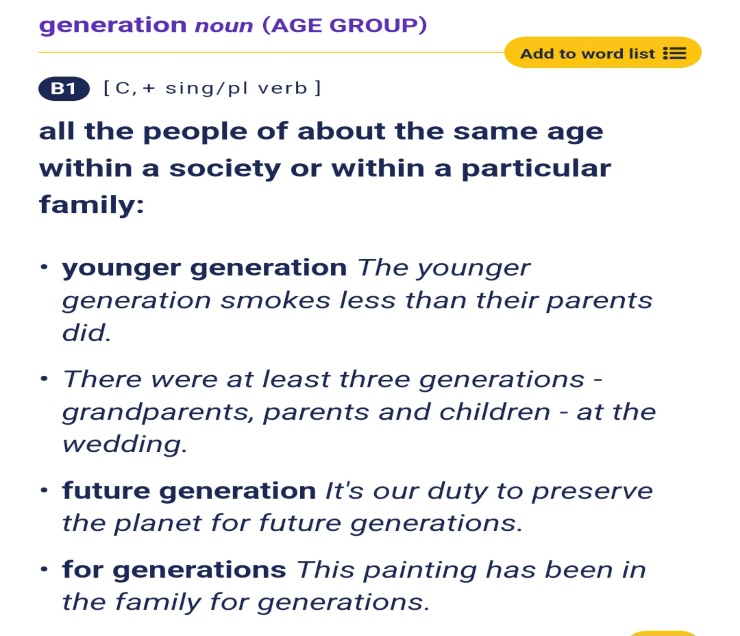 generation noun (AGE GROUP)
Add to word list
B1 [ C, + sing/pl verb ]
all the people of about the same age
within a society or within a particular
family:
• younger generation The younger
generation smokes less than their parents
did.
• There were at least three generations -
grandparents, parents and children - at the
wedding.
• future generation It's our duty to preserve
the planet for future generations.
• for generations This painting has been in
the family for generations.